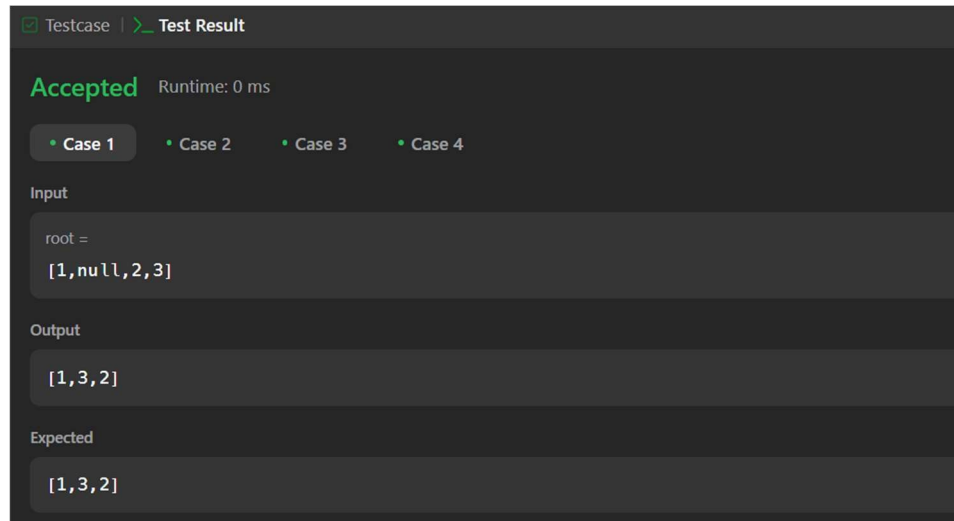 Testcase | >_ Test Result
Accepted Runtime: 0 ms
• Case 1 • Case 2 • Case 3 • Case 4
Input
root =
[1,null,2,3]
Output
[1,3,2]
Expected
[1,3,2]